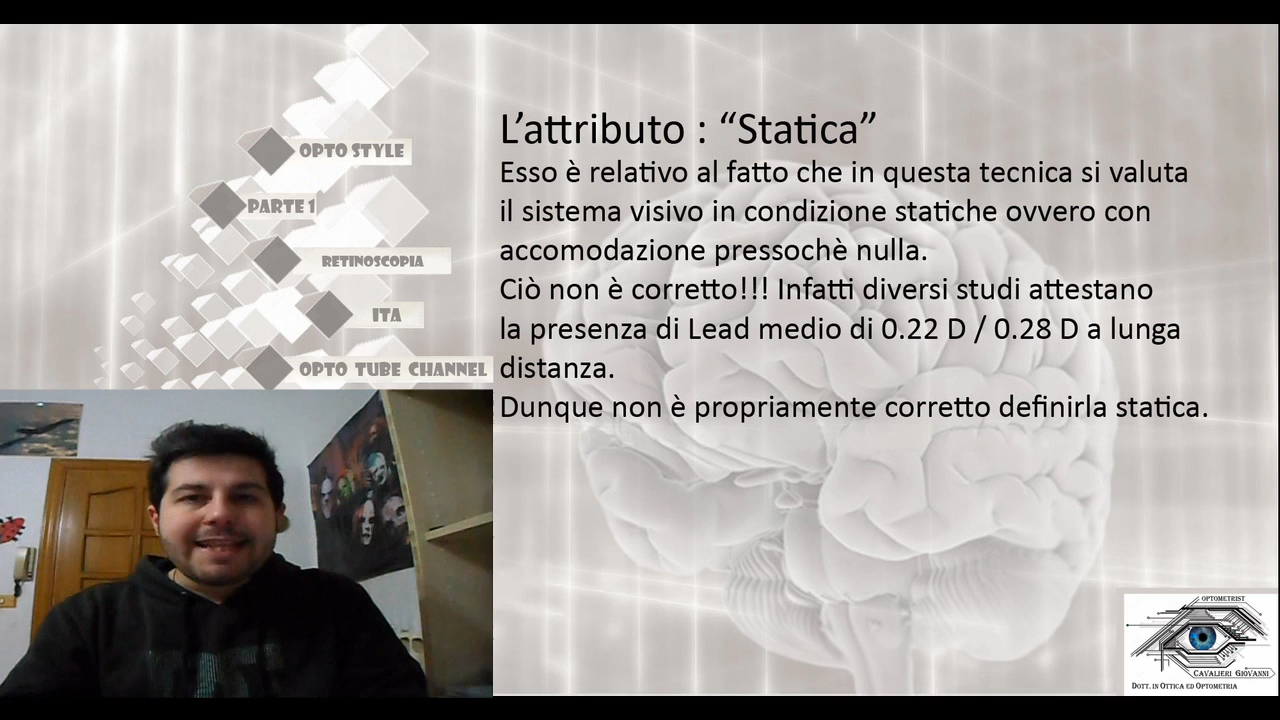 OPTO STYLE
PARTE 1
RETINOSCOPIA
ITA
OPTO TUBE CHANNEL
L'attributo : “Statica”
Esso è relativo al fatto che in questa tecnica si valuta
il sistema visivo in condizione statiche ovvero con
accomodazione pressochè nulla.
Ciò non è corretto!!! Infatti diversi studi attestano
la presenza di Lead medio di 0.22 D / 0.28 D a lunga
distanza.
Dunque non è propriamente corretto definirla statica.
OPTOMETRIST
CAVALIERI GIOVANNI
DOTT. IN OTTICA ED OPTOMETRIA